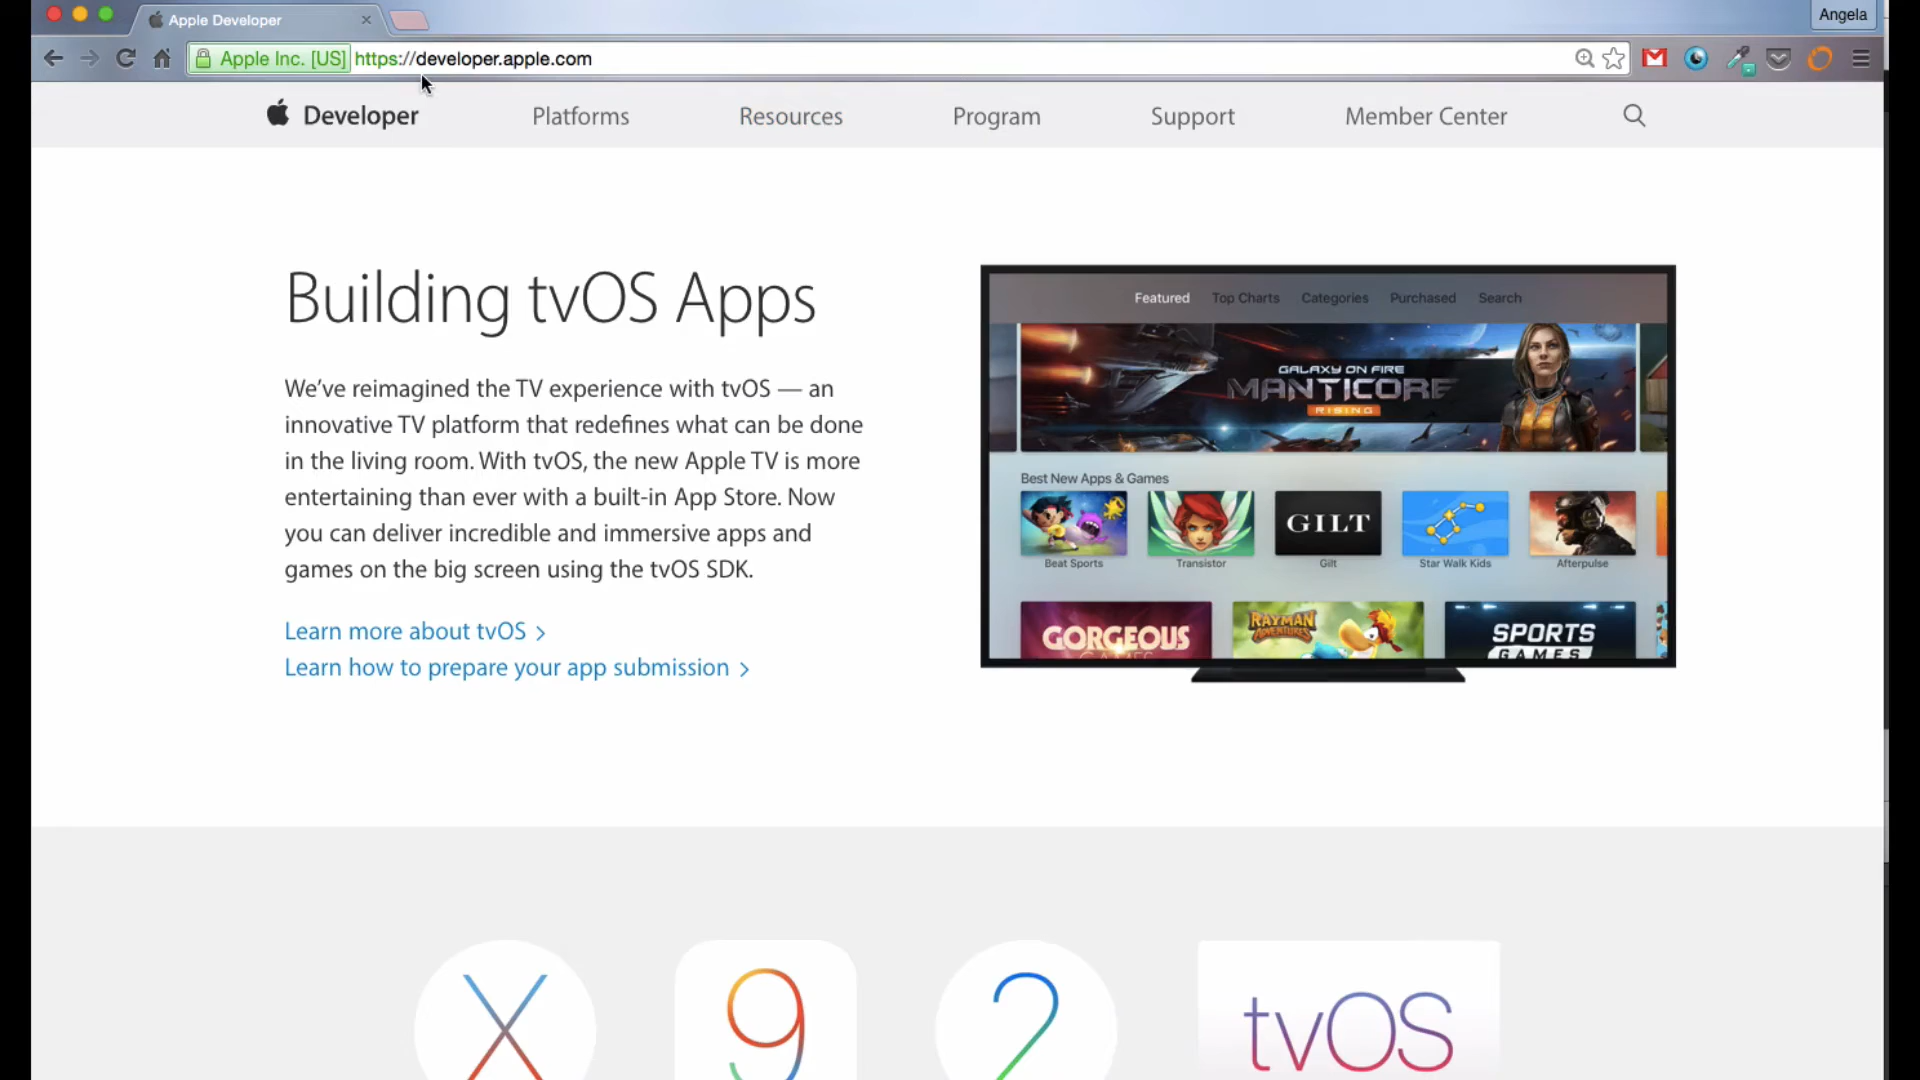 Apple Developer
Angela
Apple Inc. [US] https://developer.apple.com
Developer
Platforms
Resources
Program
Support
Member Center
Building tvOS Apps
We’ve reimagined the TV experience with tvOS — an
innovative TV platform that redefines what can be done
in the living room. With tvOS, the new Apple TV is more
entertaining than ever with a built-in App Store. Now
you can deliver incredible and immersive apps and
games on the big screen using the tvOS SDK.
Learn more about tvOS
Learn how to prepare your app submission
Featured
Top Charts
Categories
Purchased
Search
GALAXY ON FIRE
MANTICORE
RISING
Best New Apps & Games
GILT
Beat Sports
Transistor
Gilt
Star Walk Kids
Afterpulse
GORGEOUS
GAMES
RAYMAN
ADVENTURES
SPORTS
GAMES
X
9
2
tvOS